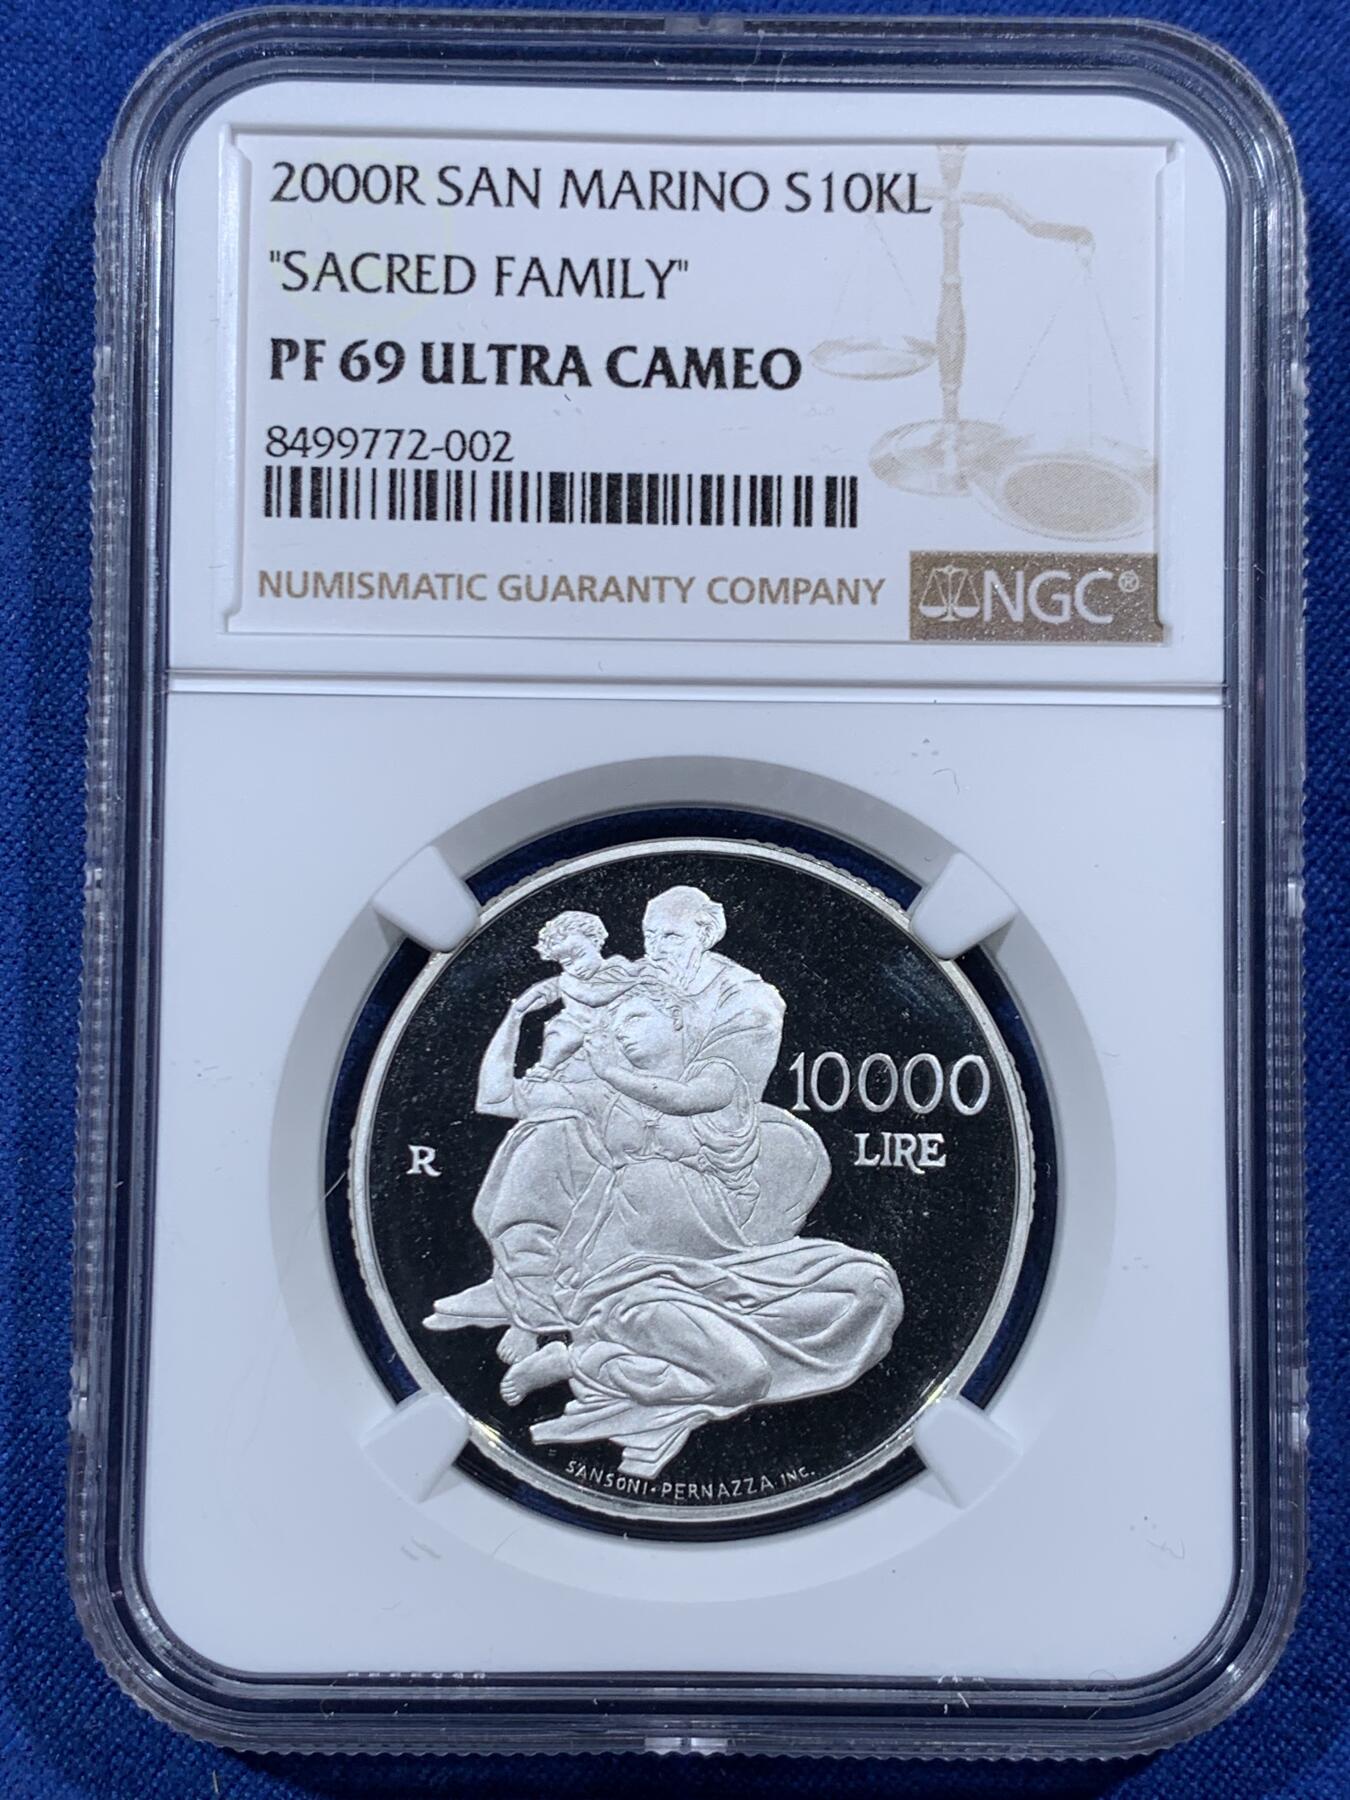 2000R SAN MARINO S10KL
"SACRED FAMILY"
PF 69 ULTRA CAMEO
8499772-002
NUMISMATIC GUARANTY COMPANY
NGC®
10000
LIRE
R
SANSONI·PERNAZZA INC.